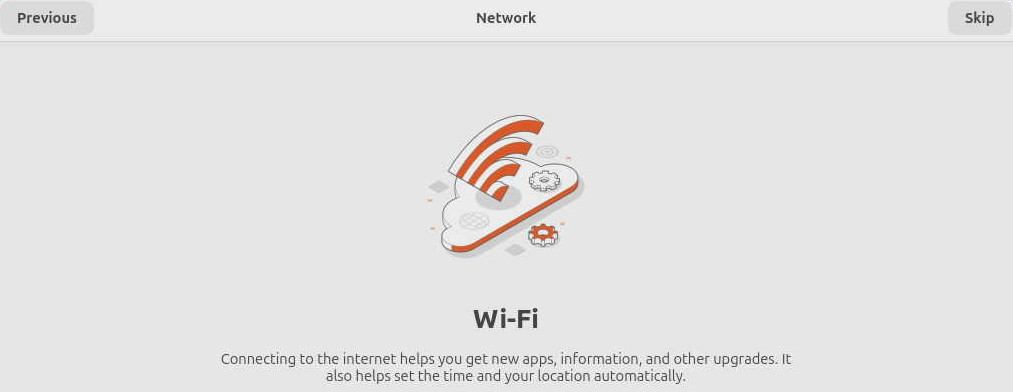 Previous
Network
Skip
Wi-Fi
Connecting to the internet helps you get new apps, information, and other upgrades. It
also helps set the time and your location automatically.